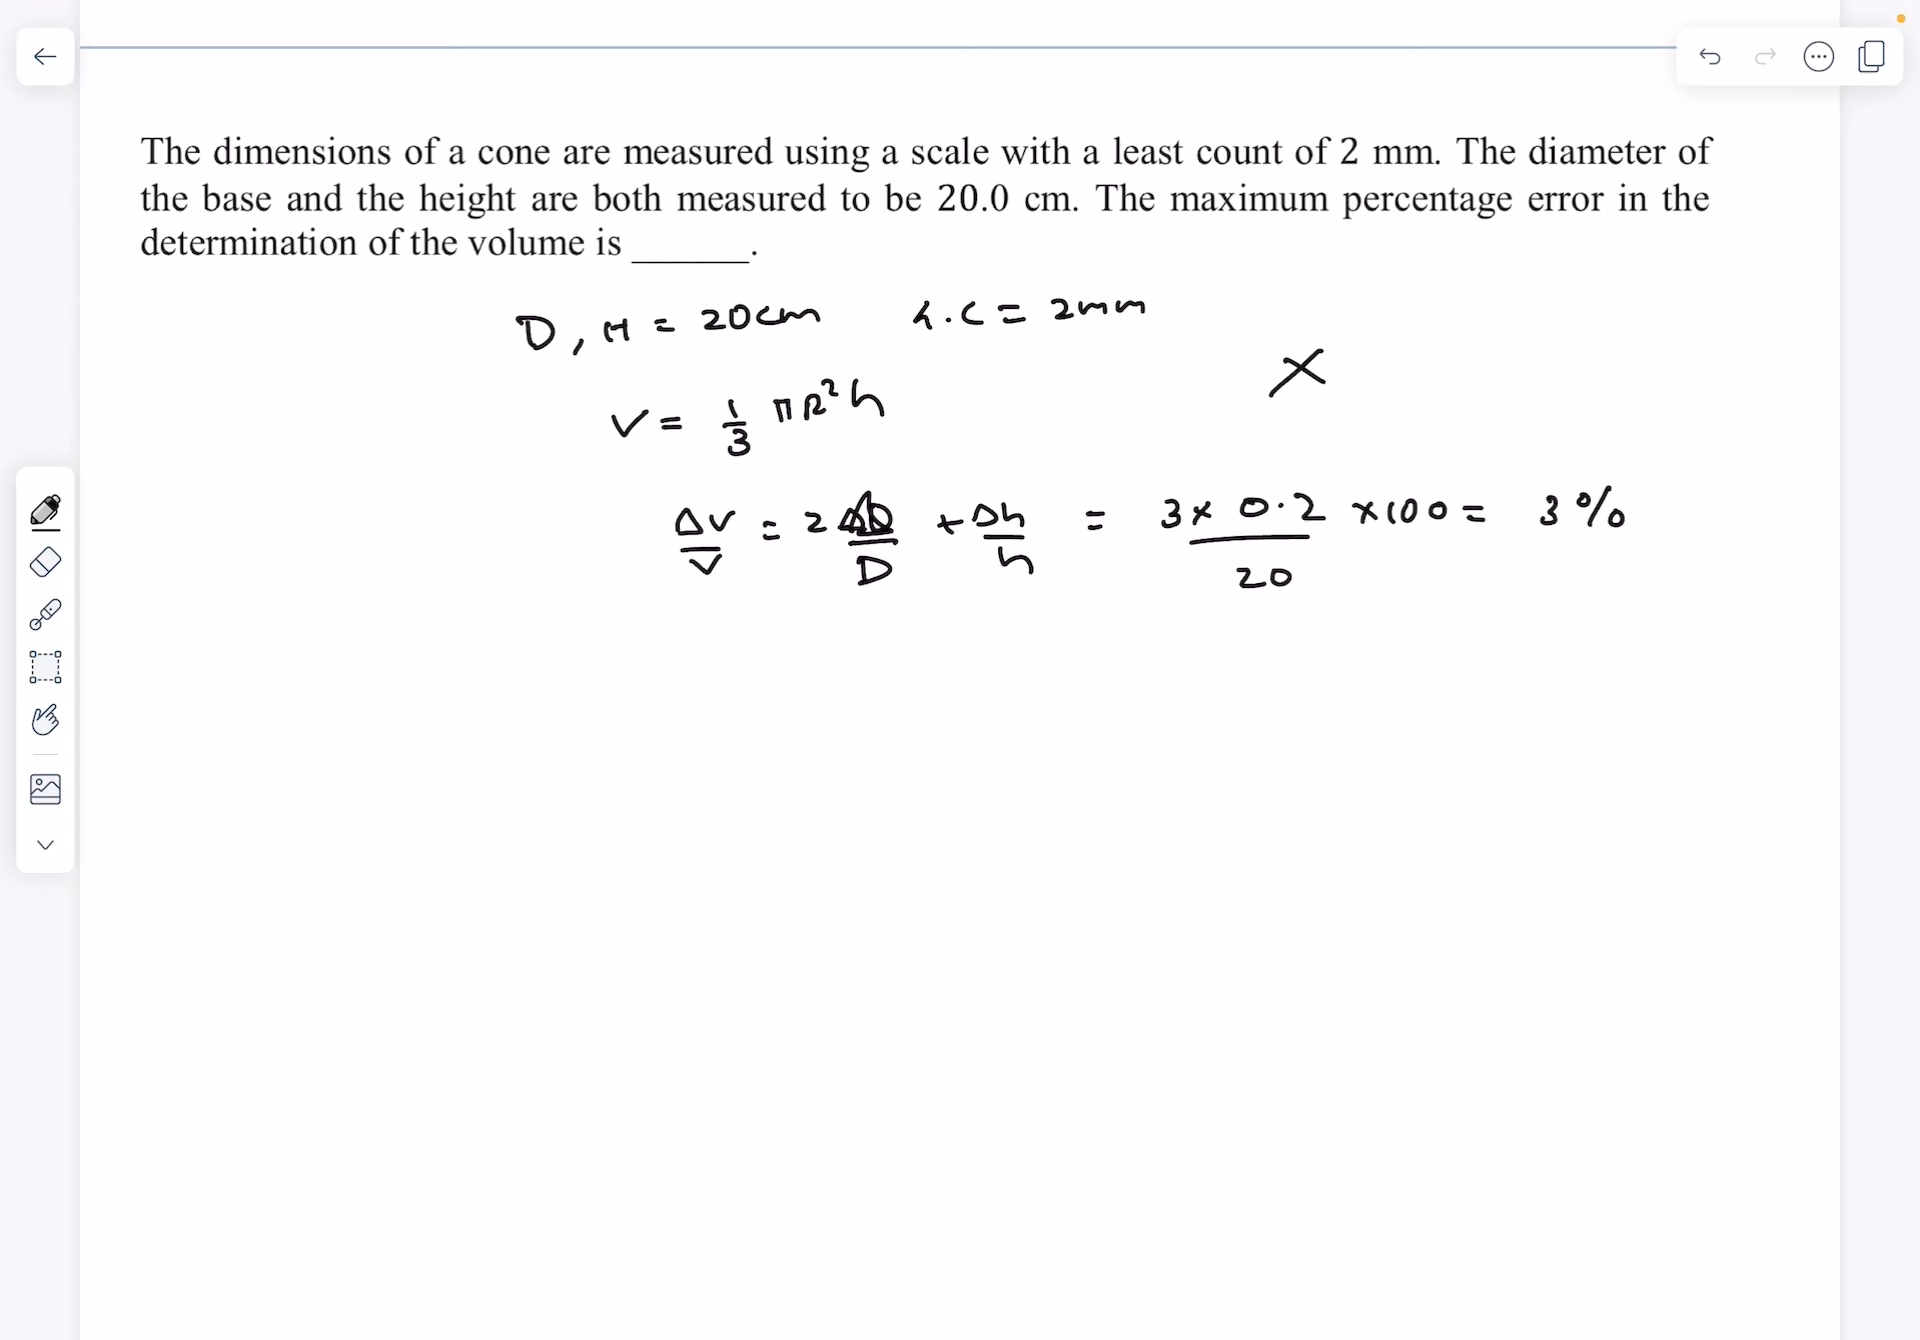 The dimensions of a cone are measured using a scale with a least count of 2 mm. The diameter of
the base and the height are both measured to be 20.0 cm. The maximum percentage error in the
determination of the volume is ______.
D, H = 20cm L.C = 2mm
X
V = 1/3 πR²h
ΔV/V = 2ΔD/D + Δh/h = 3× 0.2/20 ×100 = 3%